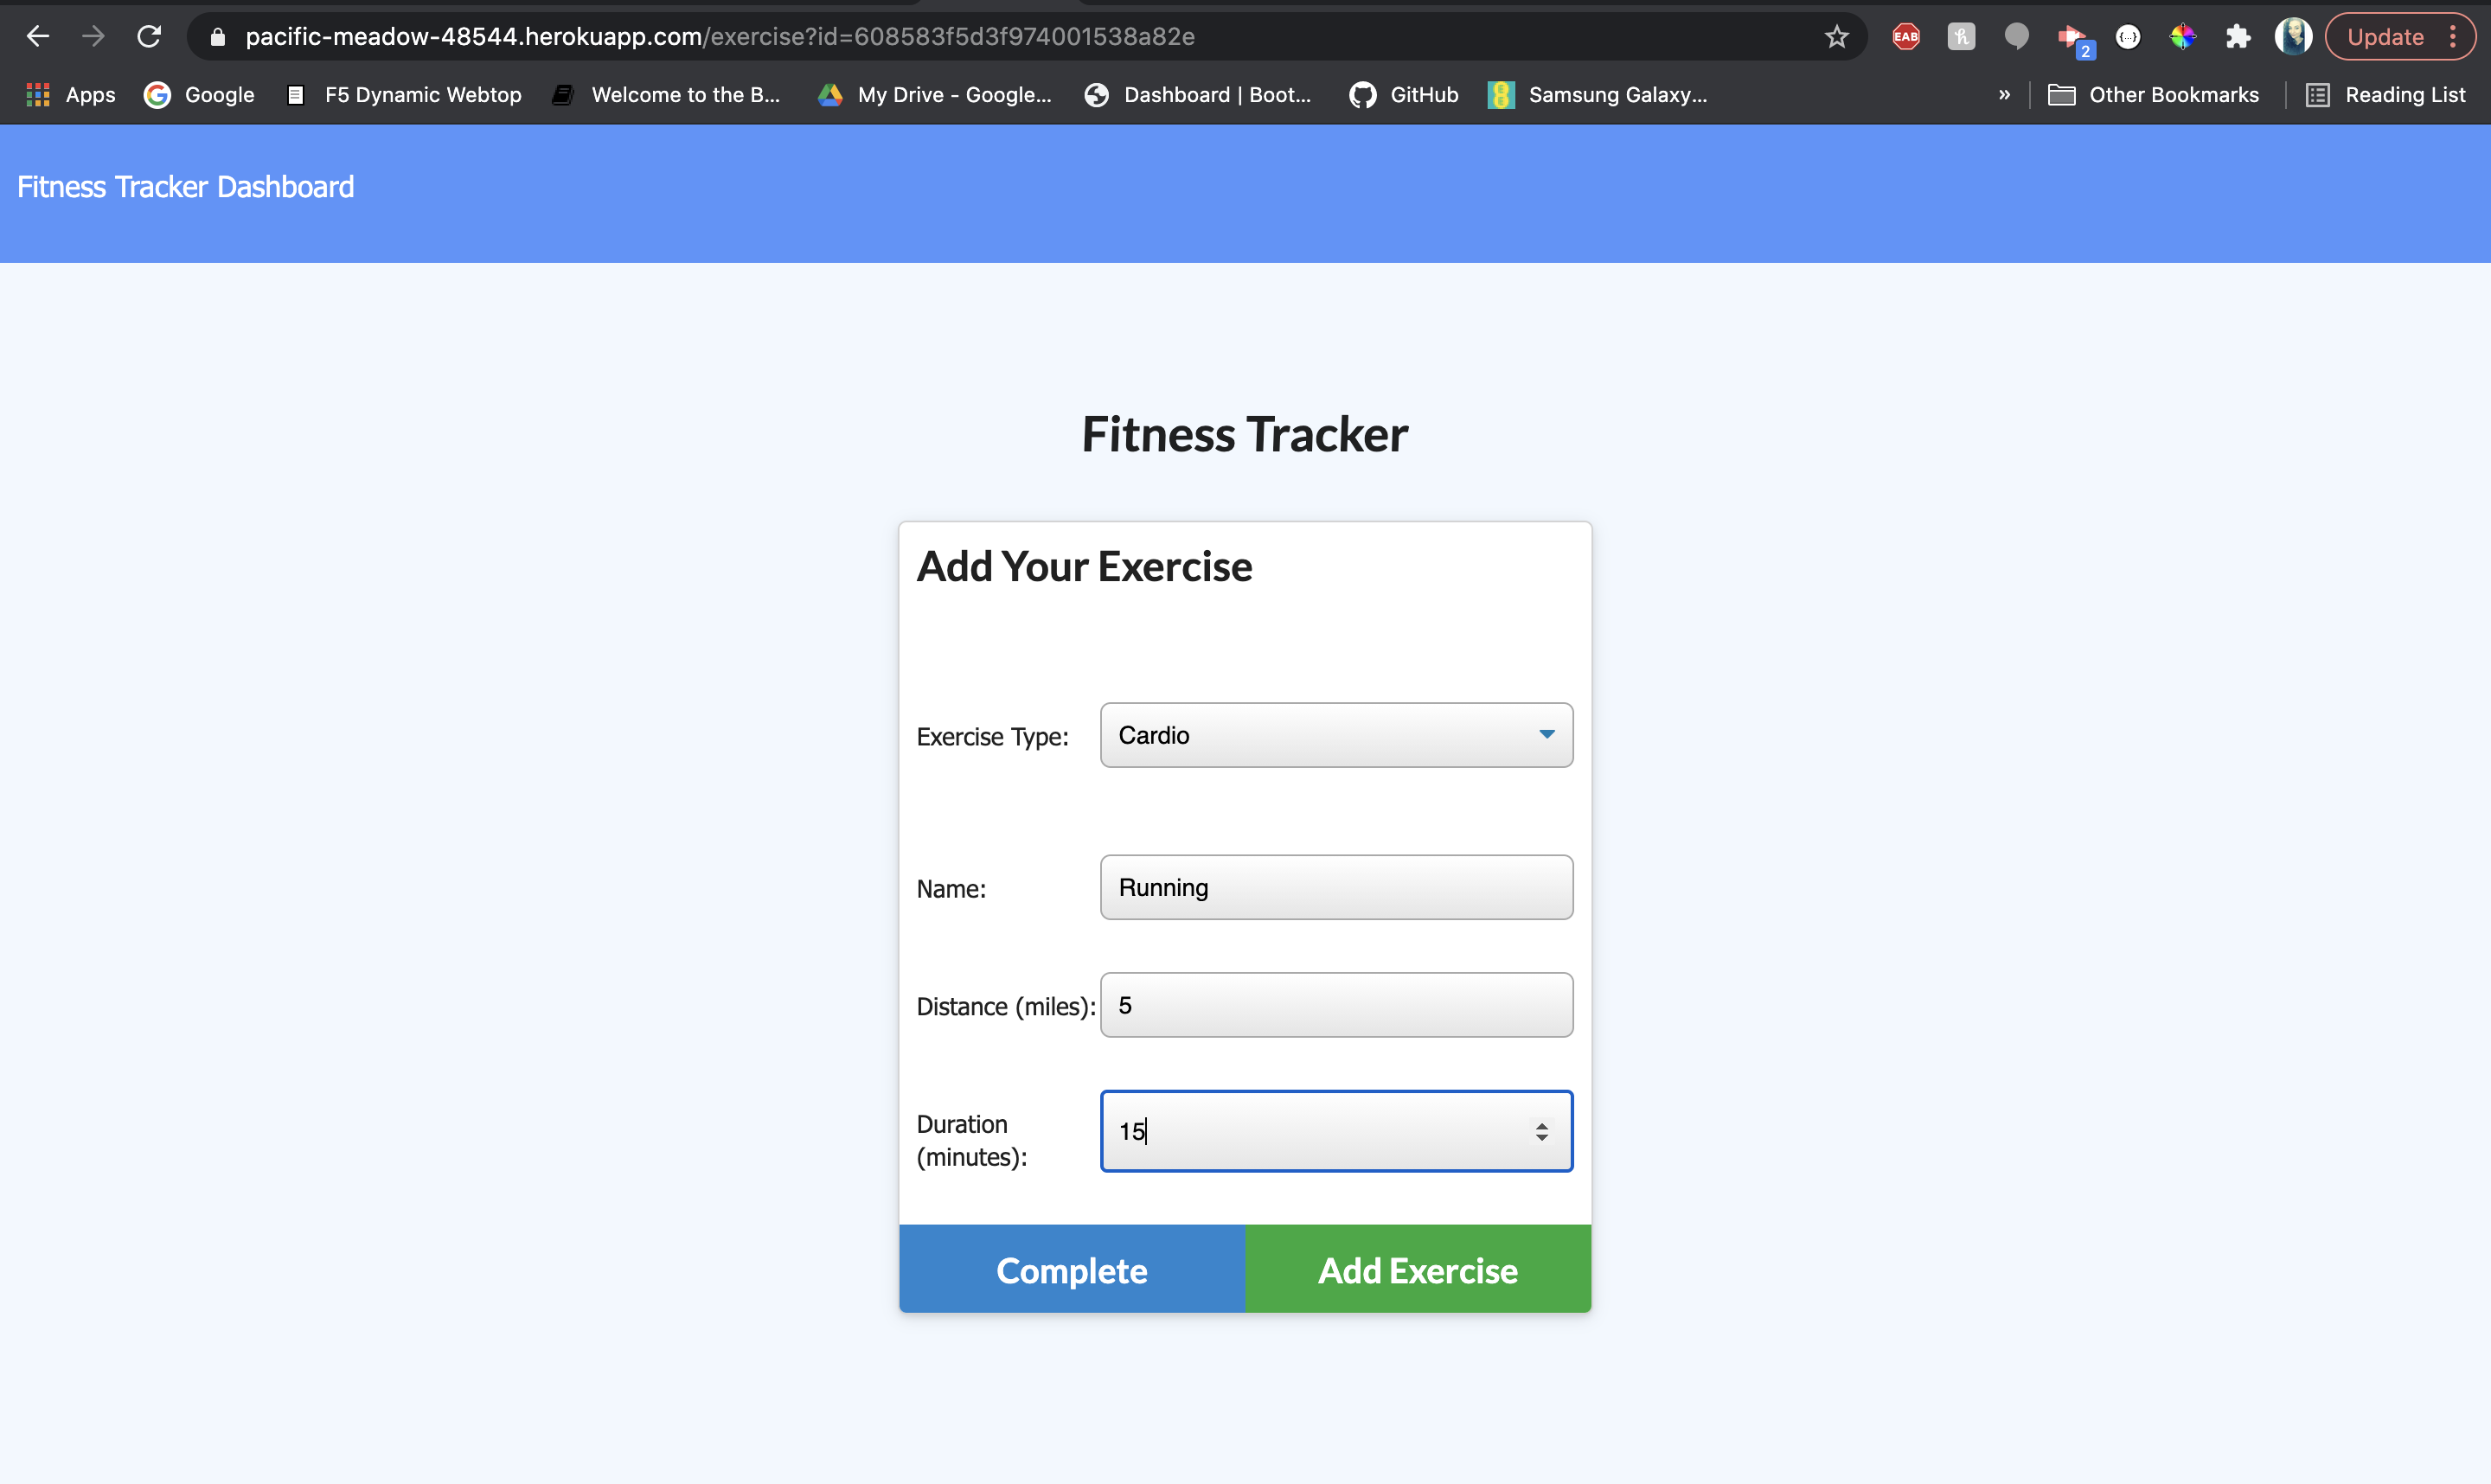 pacific-meadow-48544.herokuapp.com/exercise?id=608583f5d3f974001538a82e
EAB
2
Update
Apps
Google
F5 Dynamic Webtop
Welcome to the B...
My Drive - Google...
Dashboard | Boot...
GitHub
Samsung Galaxy...
»
Other Bookmarks
Reading List
Fitness Tracker Dashboard
Fitness Tracker
Add Your Exercise
Exercise Type: Cardio
Name: Running
Distance (miles): 5
Duration
(minutes): 15
Complete
Add Exercise